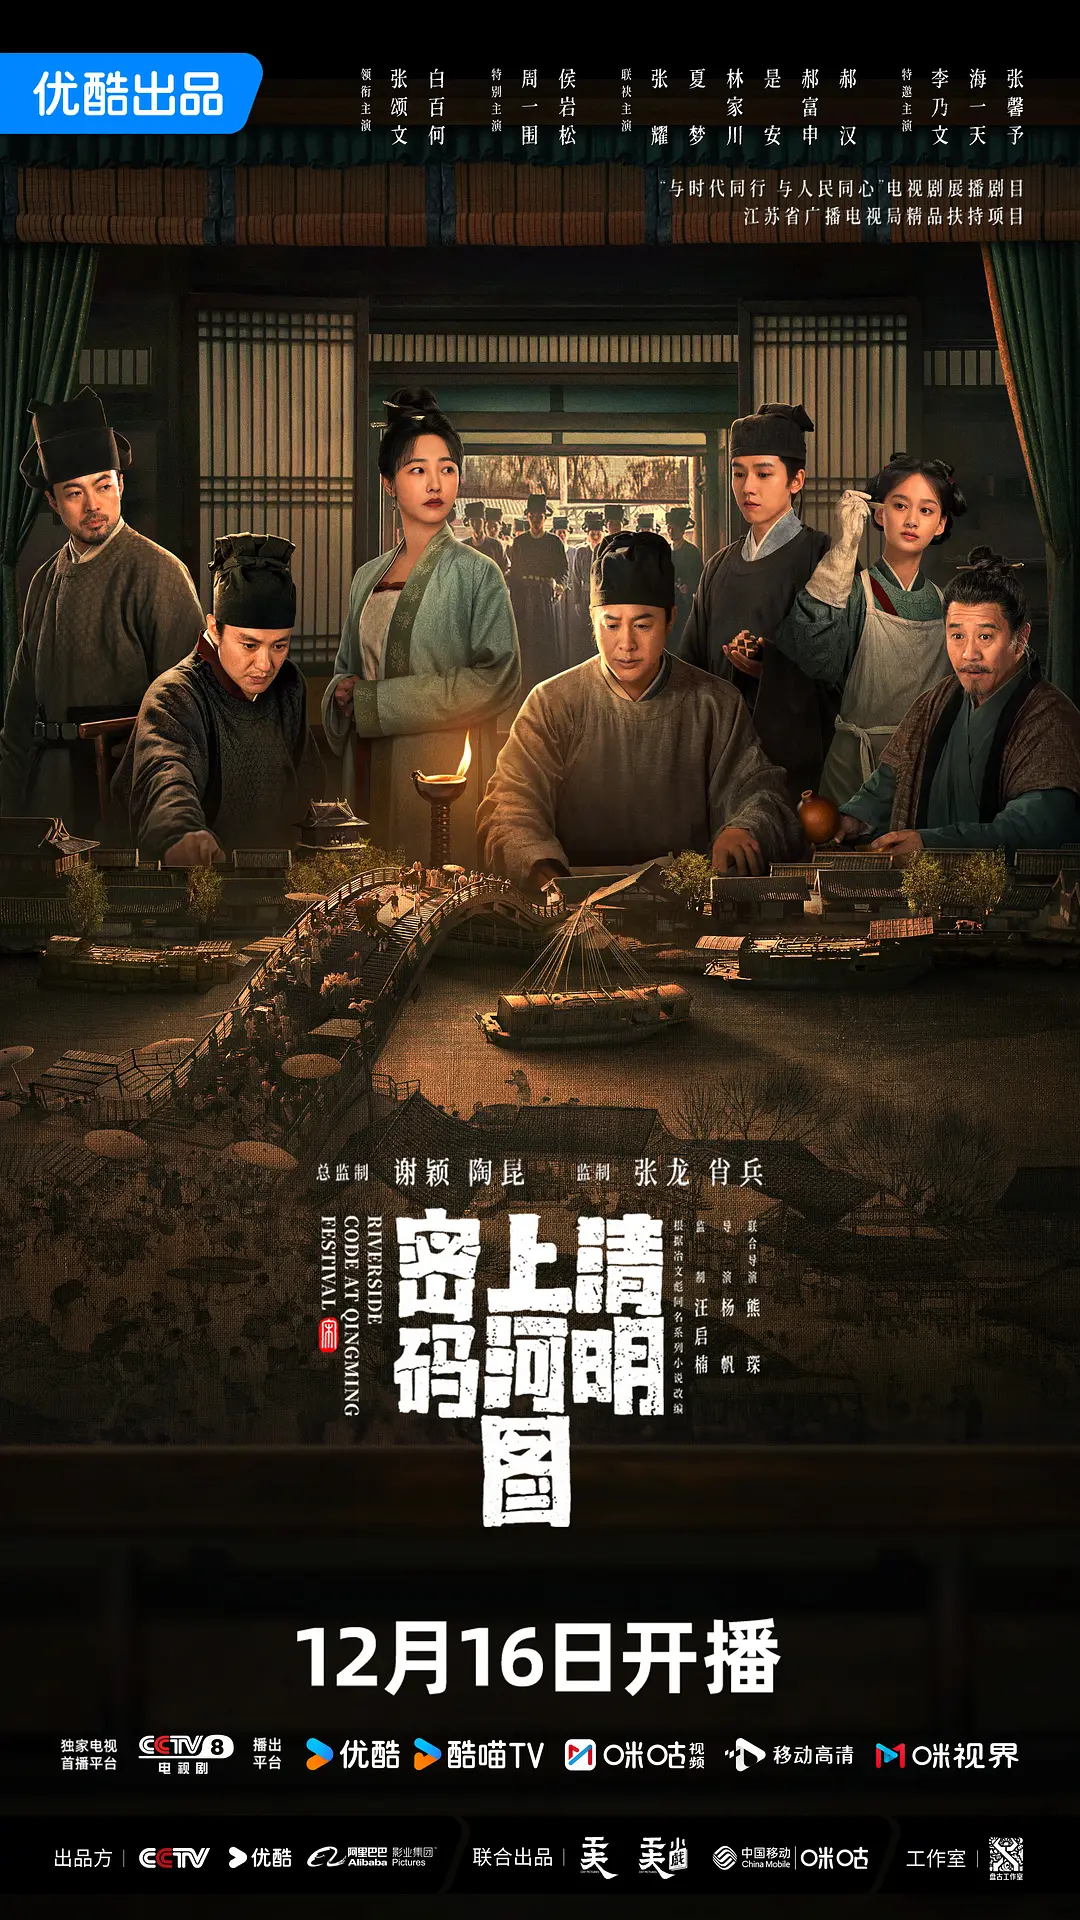 优酷出品
领衔主演
张颂文
白百何
特别主演
周一围
侯岩松
联袂主演
张耀
夏梦
林家川
是安
郝富申
郝汉
特邀主演
李乃文
海一天
张馨予
“与时代同行 与人民同心”电视剧展播剧目
江苏省广播电视局精品扶持项目
总监制 谢颖 陶昆 监制 张龙 肖兵
清明
上河图
密码
RIVERSIDE
CODE AT QINGMING
FESTIVAL
联合导演 熊琛
导演 杨帆
监制 汪启楠
根据冶文彪同名系列小说改编
12月16日开播
独家电视
首播平台
CCTV 8
电视剧
播出
平台
优酷
酷喵TV
咪咕视频
移动高清
咪视界
出品方
CCTV
优酷
阿里巴巴
Alibaba
影业集团
Pictures
联合出品
中国移动
China Mobile
咪咕
工作室
盘古工作室